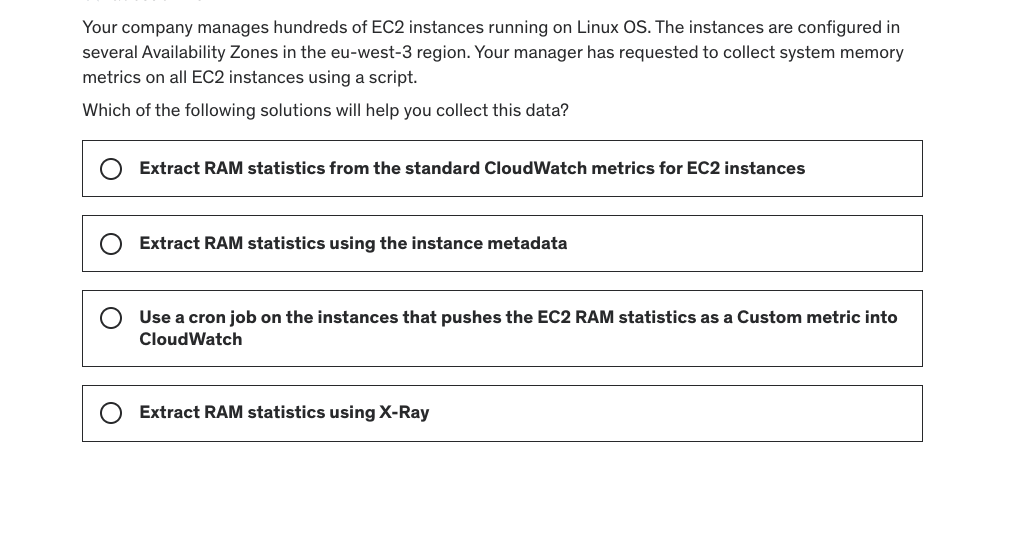 Your company manages hundreds of EC2 instances running on Linux OS. The instances are configured in
several Availability Zones in the eu-west-3 region. Your manager has requested to collect system memory
metrics on all EC2 instances using a script.
Which of the following solutions will help you collect this data?
Extract RAM statistics from the standard CloudWatch metrics for EC2 instances
Extract RAM statistics using the instance metadata
Use a cron job on the instances that pushes the EC2 RAM statistics as a Custom metric into
CloudWatch
Extract RAM statistics using X-Ray